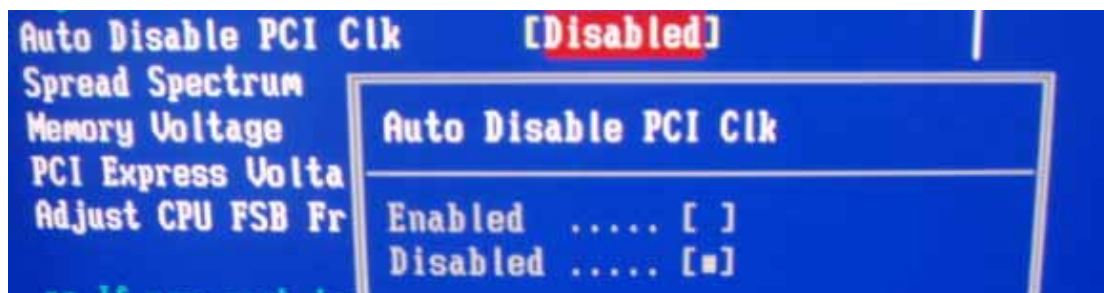 Auto Disable PCI Clk [Disabled]
Spread Spectrum
Memory Voltage
PCI Express Volta
Adjust CPU FSB Fr
Auto Disable PCI Clk
Enabled ..... [ ]
Disabled ..... [■]